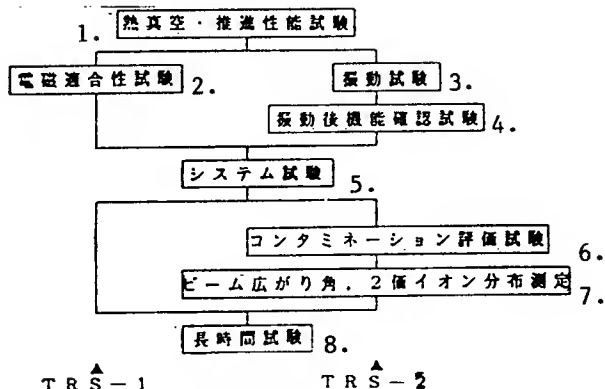 1. 熱真空・推進性能試験
電磁適合性試験 2.
振動試験 3.
振動後機能確認試験 4.
システム試験 5.
コンタミネーション評価試験 6.
ビーム広がり角．2価イオン分布測定 7.
長時間試験 8.
TRS-1 TRS-2